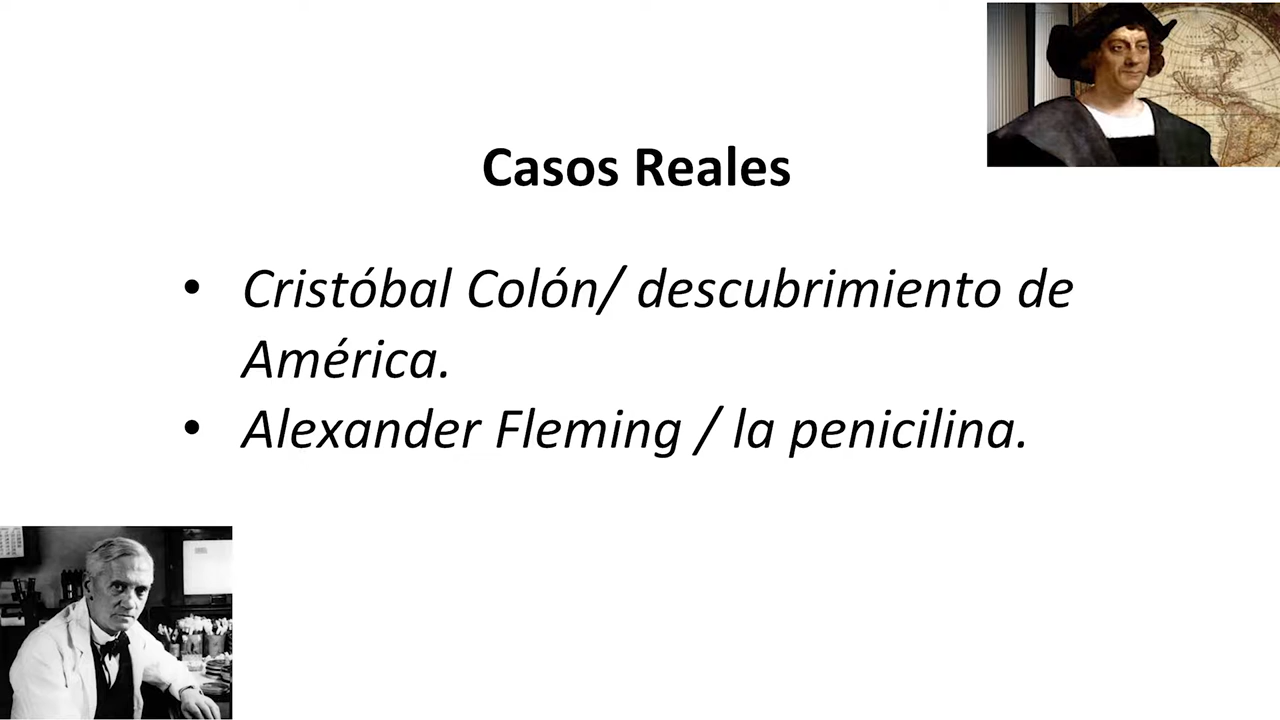 Casos Reales
• Cristóbal Colón/ descubrimiento de
América.
• Alexander Fleming / la penicilina.